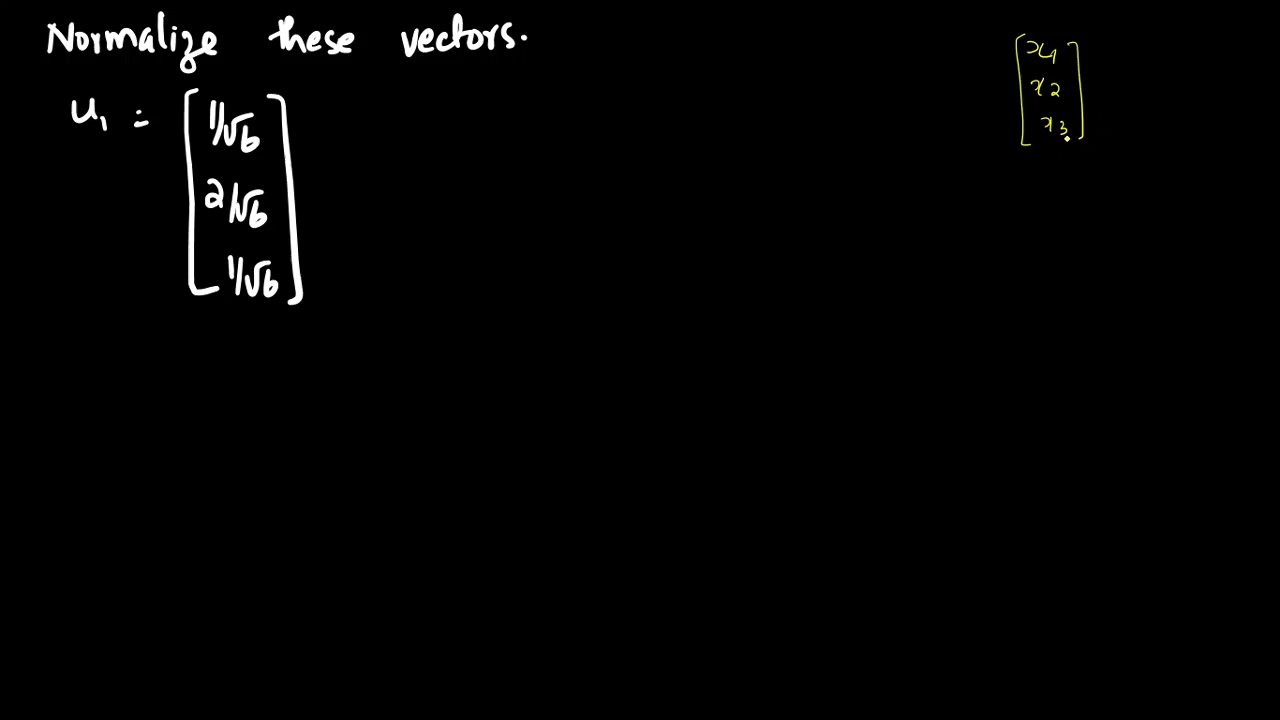 Normalize these vectors.
u₁ = [1/√6
2/√6
1/√6]
[x₁
x₂
x₃]